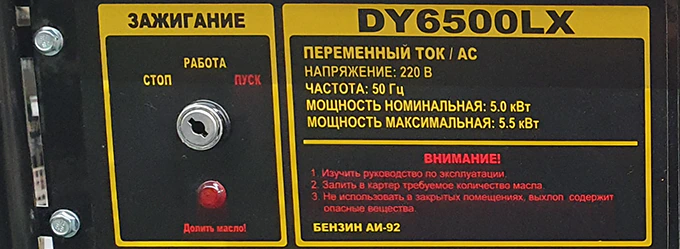 ЗАЖИГАНИЕ
РАБОТА
СТОП
ПУСК
Долить масло!
DY6500LX
ПЕРЕМЕННЫЙ ТОК / AC
НАПРЯЖЕНИЕ: 220 В
ЧАСТОТА: 50 Гц
МОЩНОСТЬ НОМИНАЛЬНАЯ: 5.0 кВт
МОЩНОСТЬ МАКСИМАЛЬНАЯ: 5.5 кВт
ВНИМАНИЕ!
1. Изучить руководство по эксплуатации.
2. Залить в картер требуемое количество масла.
3. Не использовать в закрытых помещениях, выхлоп содержит
опасные вещества.
БЕНЗИН АИ-92